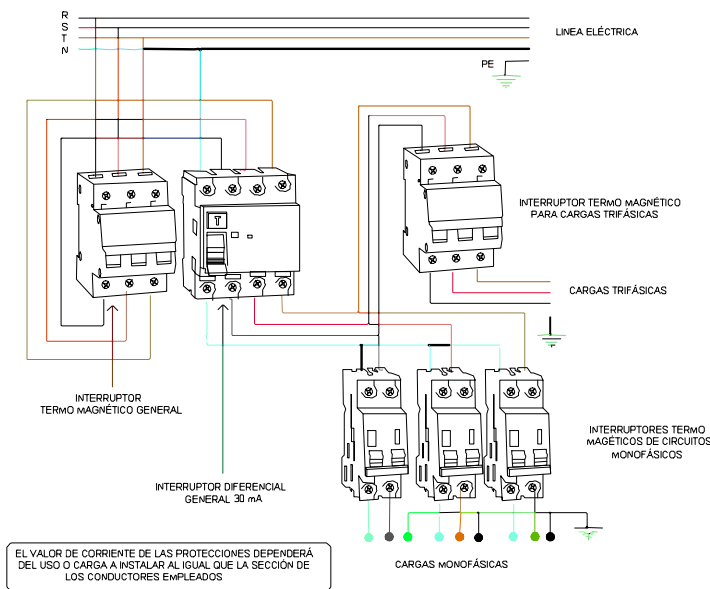 R
S
T
N
LINEA ELÉCTRICA
PE
T
INTERRUPTOR TERMO MAGNÉTICO
PARA CARGAS TRIFÁSICAS
CARGAS TRIFÁSICAS
INTERRUPTOR
TERMO MAGNÉTICO GENERAL
INTERRUPTORES TERMO
MAGÉTICOS DE CIRCUITOS
MONOFÁSICOS
INTERRUPTOR DIFERENCIAL
GENERAL 30 mA
CARGAS MONOFÁSICAS
EL VALOR DE CORRIENTE DE LAS PROTECCIONES DEPENDERÁ
DEL USO O CARGA A INSTALAR AL IGUAL QUE LA SECCIÓN DE
LOS CONDUCTORES EMPLEADOS